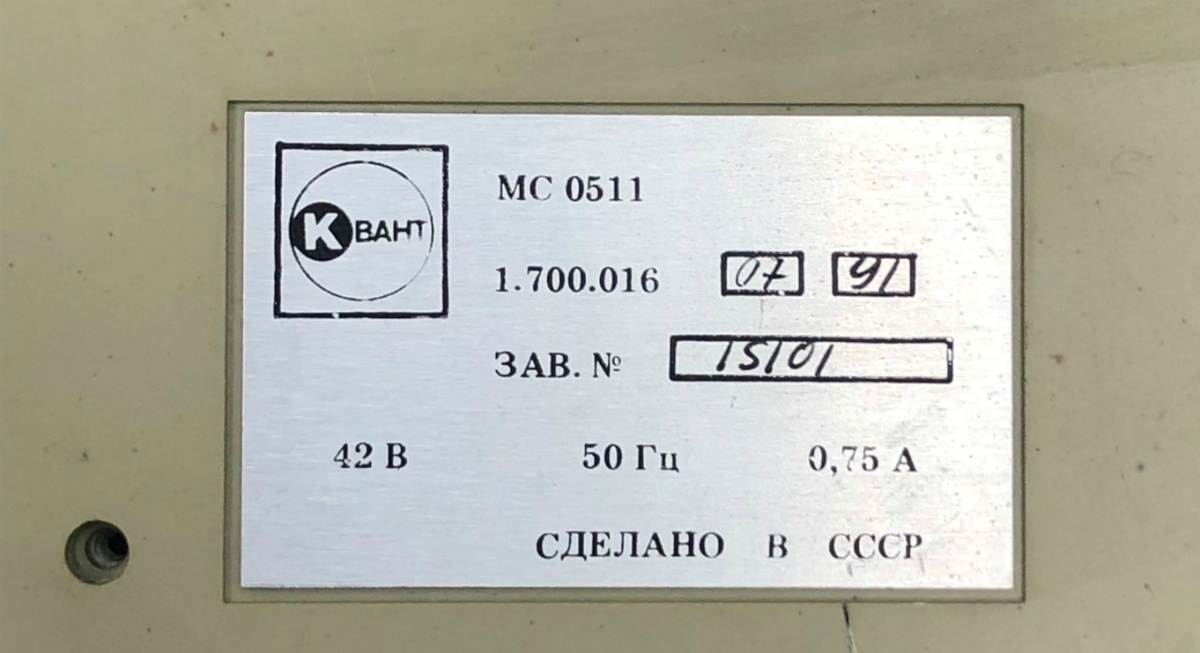 КВАНТ
МС 0511
1.700.016 07 91
ЗАВ. № 15101
42 В 50 Гц 0,75 А
СДЕЛАНО В СССР